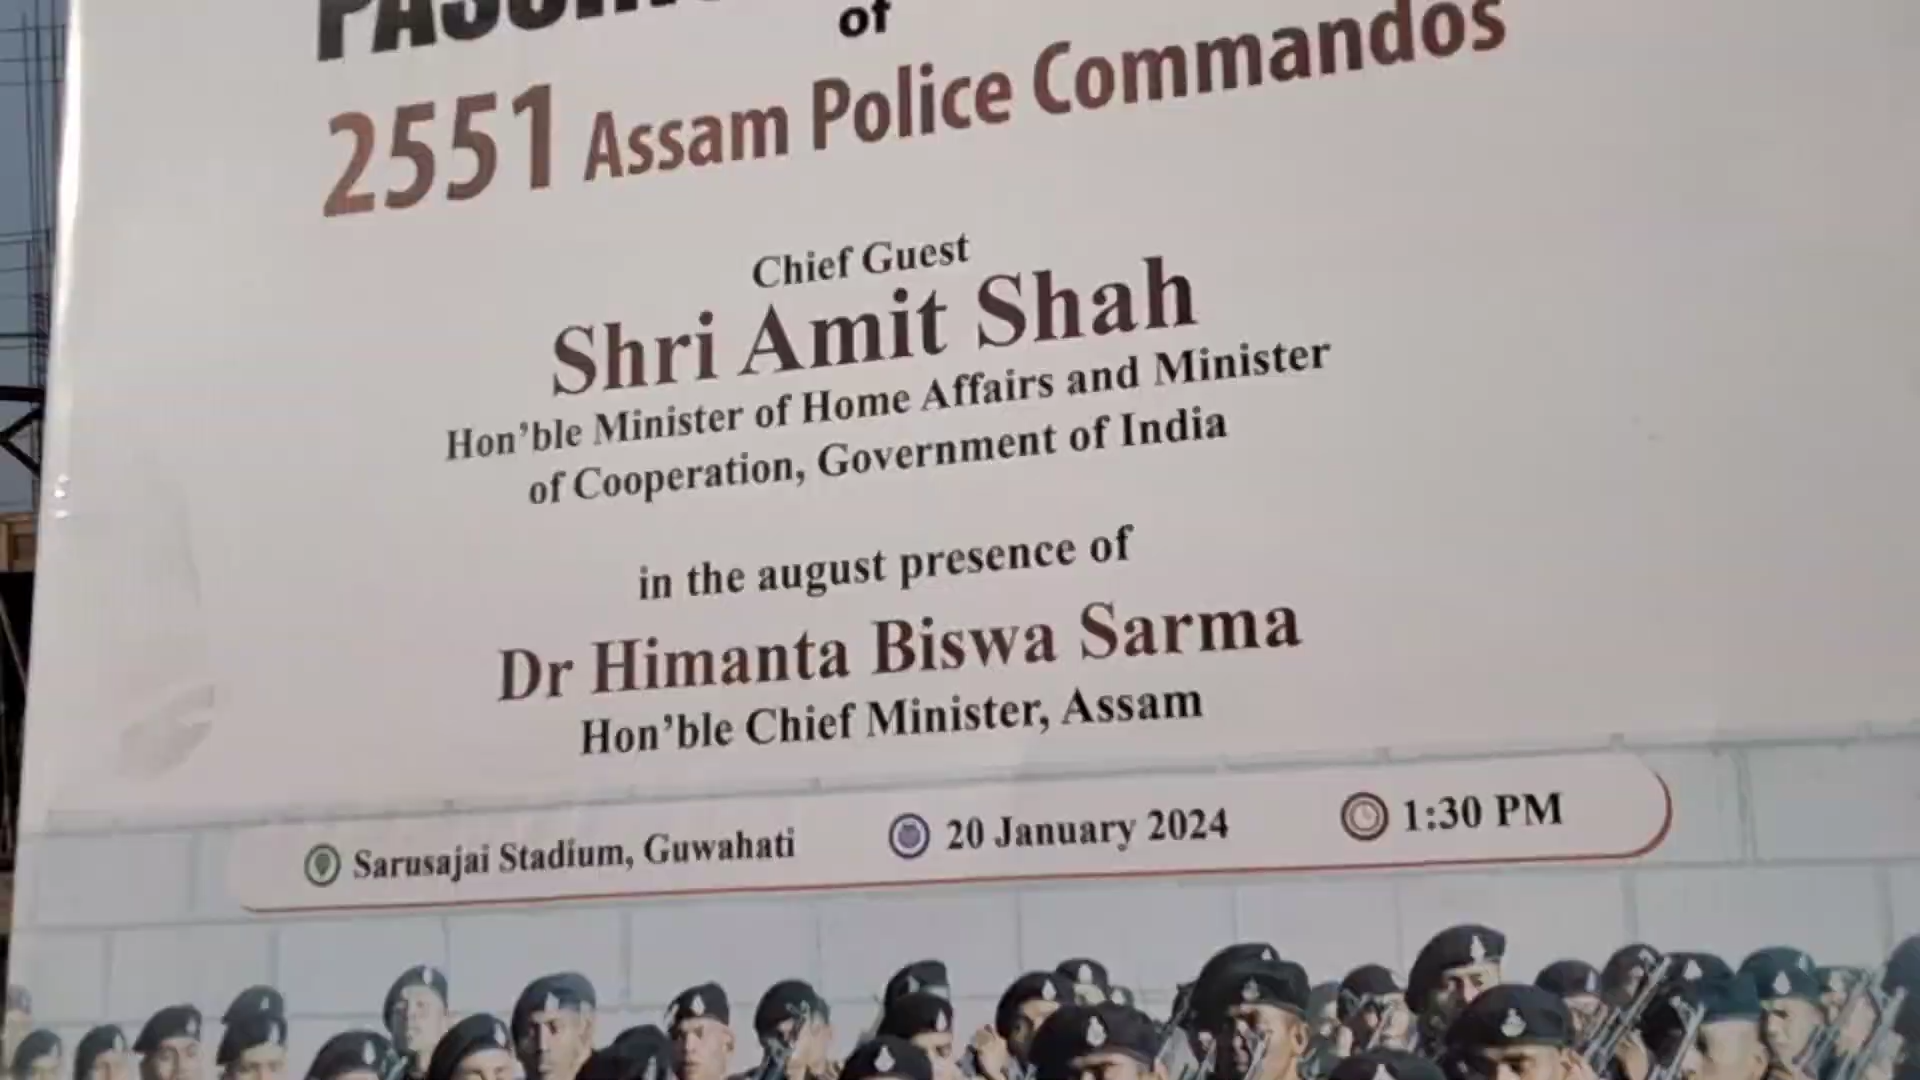 of
2551 Assam Police Commandos
Chief Guest
Shri Amit Shah
Hon'ble Minister of Home Affairs and Minister
of Cooperation, Government of India
in the august presence of
Dr Himanta Biswa Sarma
Hon'ble Chief Minister, Assam
Sarusajai Stadium, Guwahati 20 January 2024 1:30 PM